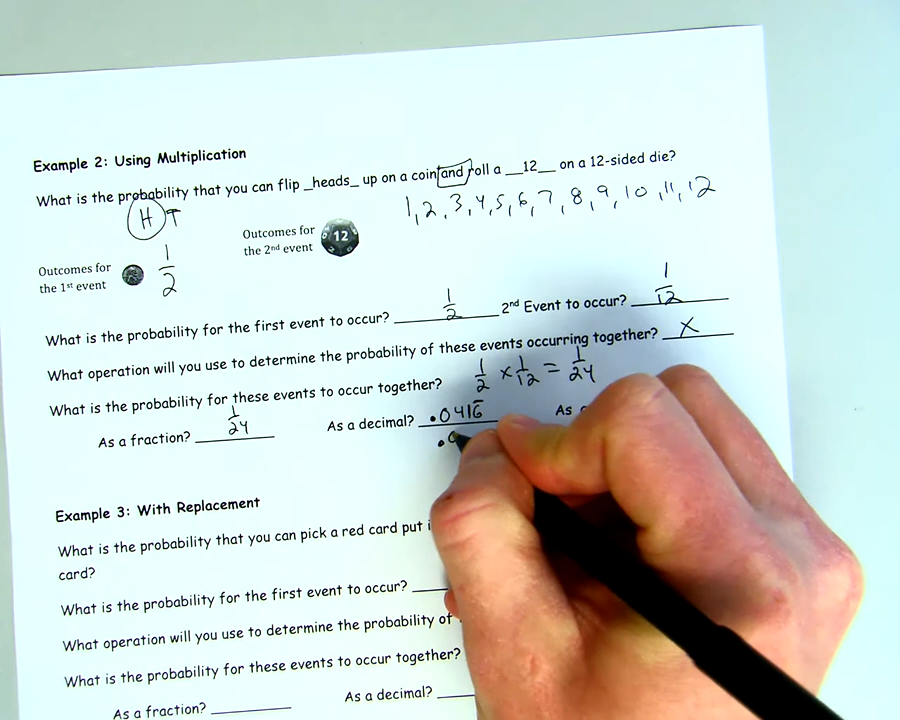 Example 2: Using Multiplication
What is the probability that you can flip _heads_ up on a coin and roll a __12__ on a 12-sided die?
H T
1, 2, 3, 4, 5, 6, 7, 8, 9, 10, 11, 12
Outcomes for the 1st event
1/2
Outcomes for the 2nd event
12
What is the probability for the first event to occur? 1/2 2nd Event to occur? 1/12
What operation will you use to determine the probability of these events occurring together? X
What is the probability for these events to occur together? 1/2 x 1/12 = 1/24
As a fraction? 1/24 As a decimal? .0416̅ As
.0
Example 3: With Replacement
What is the probability that you can pick a red card put
card?
What is the probability for the first event to occur?
What operation will you use to determine the probability of
What is the probability for these events to occur together?
As a fraction? As a decimal?